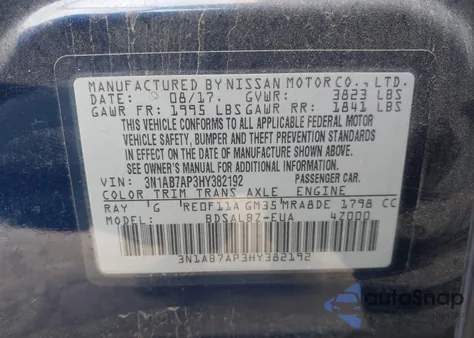 MANUFACTURED BY NISSAN MOTOR CO., LTD.
DATE: 08/17. GVWR: 3823 LBS
GAWR FR: 1995 LBS GAWR RR: 1841 LBS
THIS VEHICLE CONFORMS TO ALL APPLICABLE FEDERAL MOTOR
VEHICLE SAFETY, BUMPER AND THEFT PREVENTION STANDARDS
IN EFFECT ON THE DATE OF MANUFACTURE SHOWN ABOVE.
SEE OWNER'S MANUAL FOR ADDITIONAL INFORMATION.
VIN: 3N1AB7AP3HY382192 PASSENGER CAR.
COLOR TRIM TRANS AXLE ENGINE
RAY 'G 'RE0F11A GM35 MRA8DE 1798 CC
MODEL: BDSALBZ-EUA 4Z000
3N1AB7AP3HY382192
AutoSnap